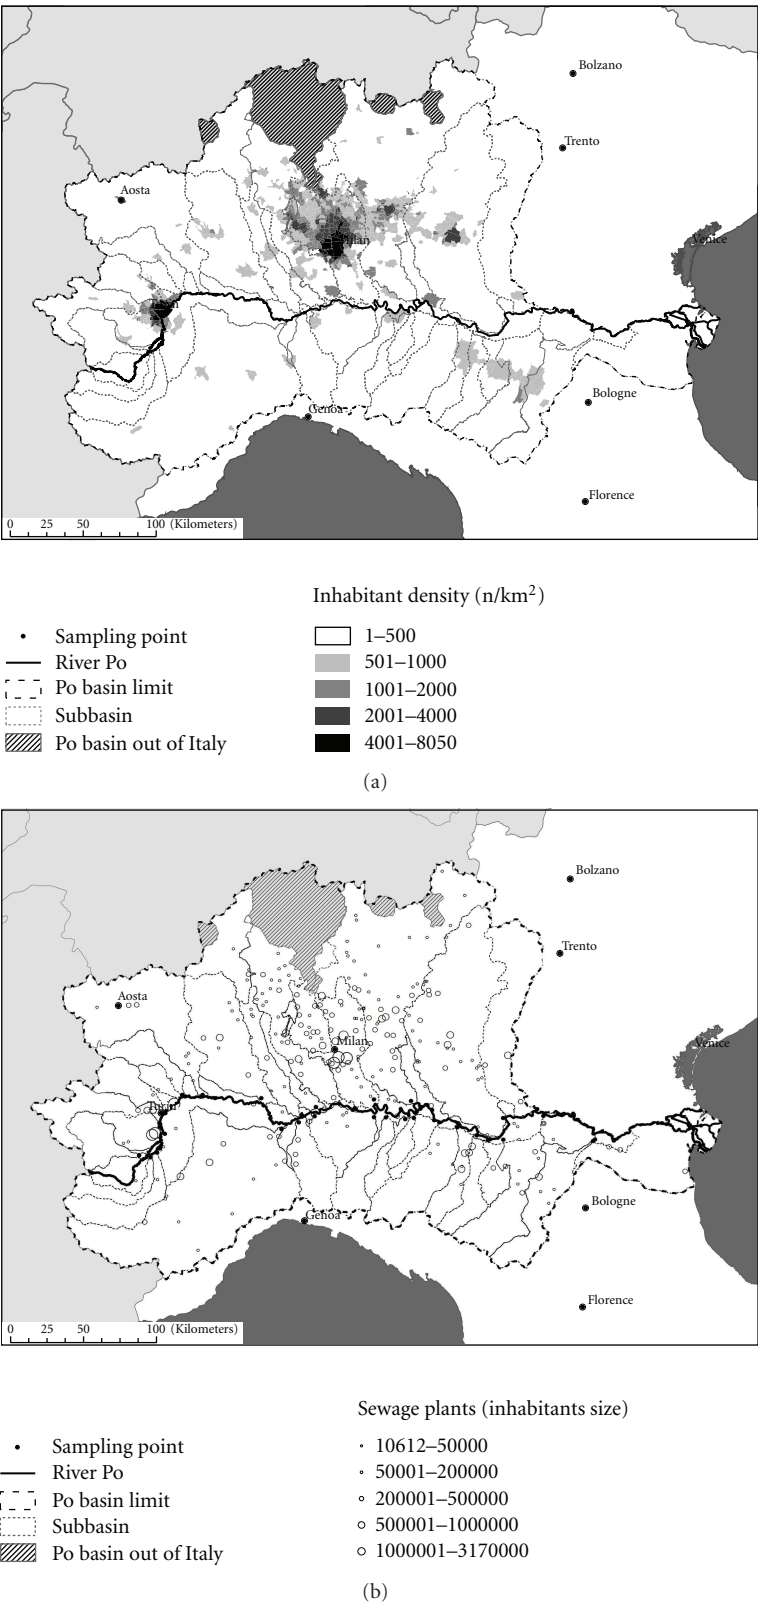 Bolzano
Trento
Aosta
Venice
Milan
Bologne
Genoa
Florence
0 25 50 100 (Kilometers)
Inhabitant density (n/km²)
Sampling point
River Po
Po basin limit
Subbasin
Po basin out of Italy
1–500
501–1000
1001–2000
2001–4000
4001–8050
(a)
Bolzano
Trento
Aosta
Milan
Venice
Turin
Bologne
Genoa
Florence
0 25 50 100 (Kilometers)
Sewage plants (inhabitants size)
Sampling point
River Po
Po basin limit
Subbasin
Po basin out of Italy
10612–50000
50001–200000
200001–500000
500001–1000000
1000001–3170000
(b)